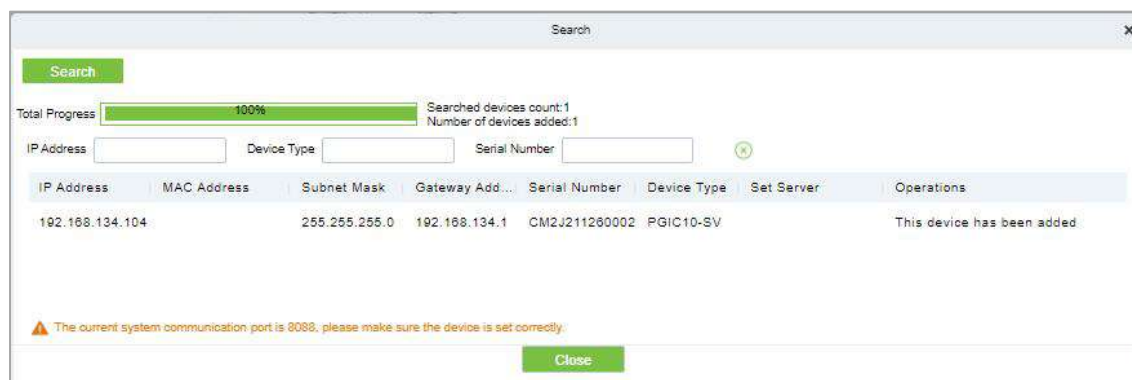 Search
Search
Total Progress 100% Searched devices count:1
Number of devices added:1
IP Address Device Type Serial Number
IP Address MAC Address Subnet Mask Gateway Add... Serial Number Device Type Set Server Operations
192.168.134.104 255.255.255.0 192.168.134.1 CM2J211260002 PGIC10-SV This device has been added
The current system communication port is 8088, please make sure the device is set correctly.
Close